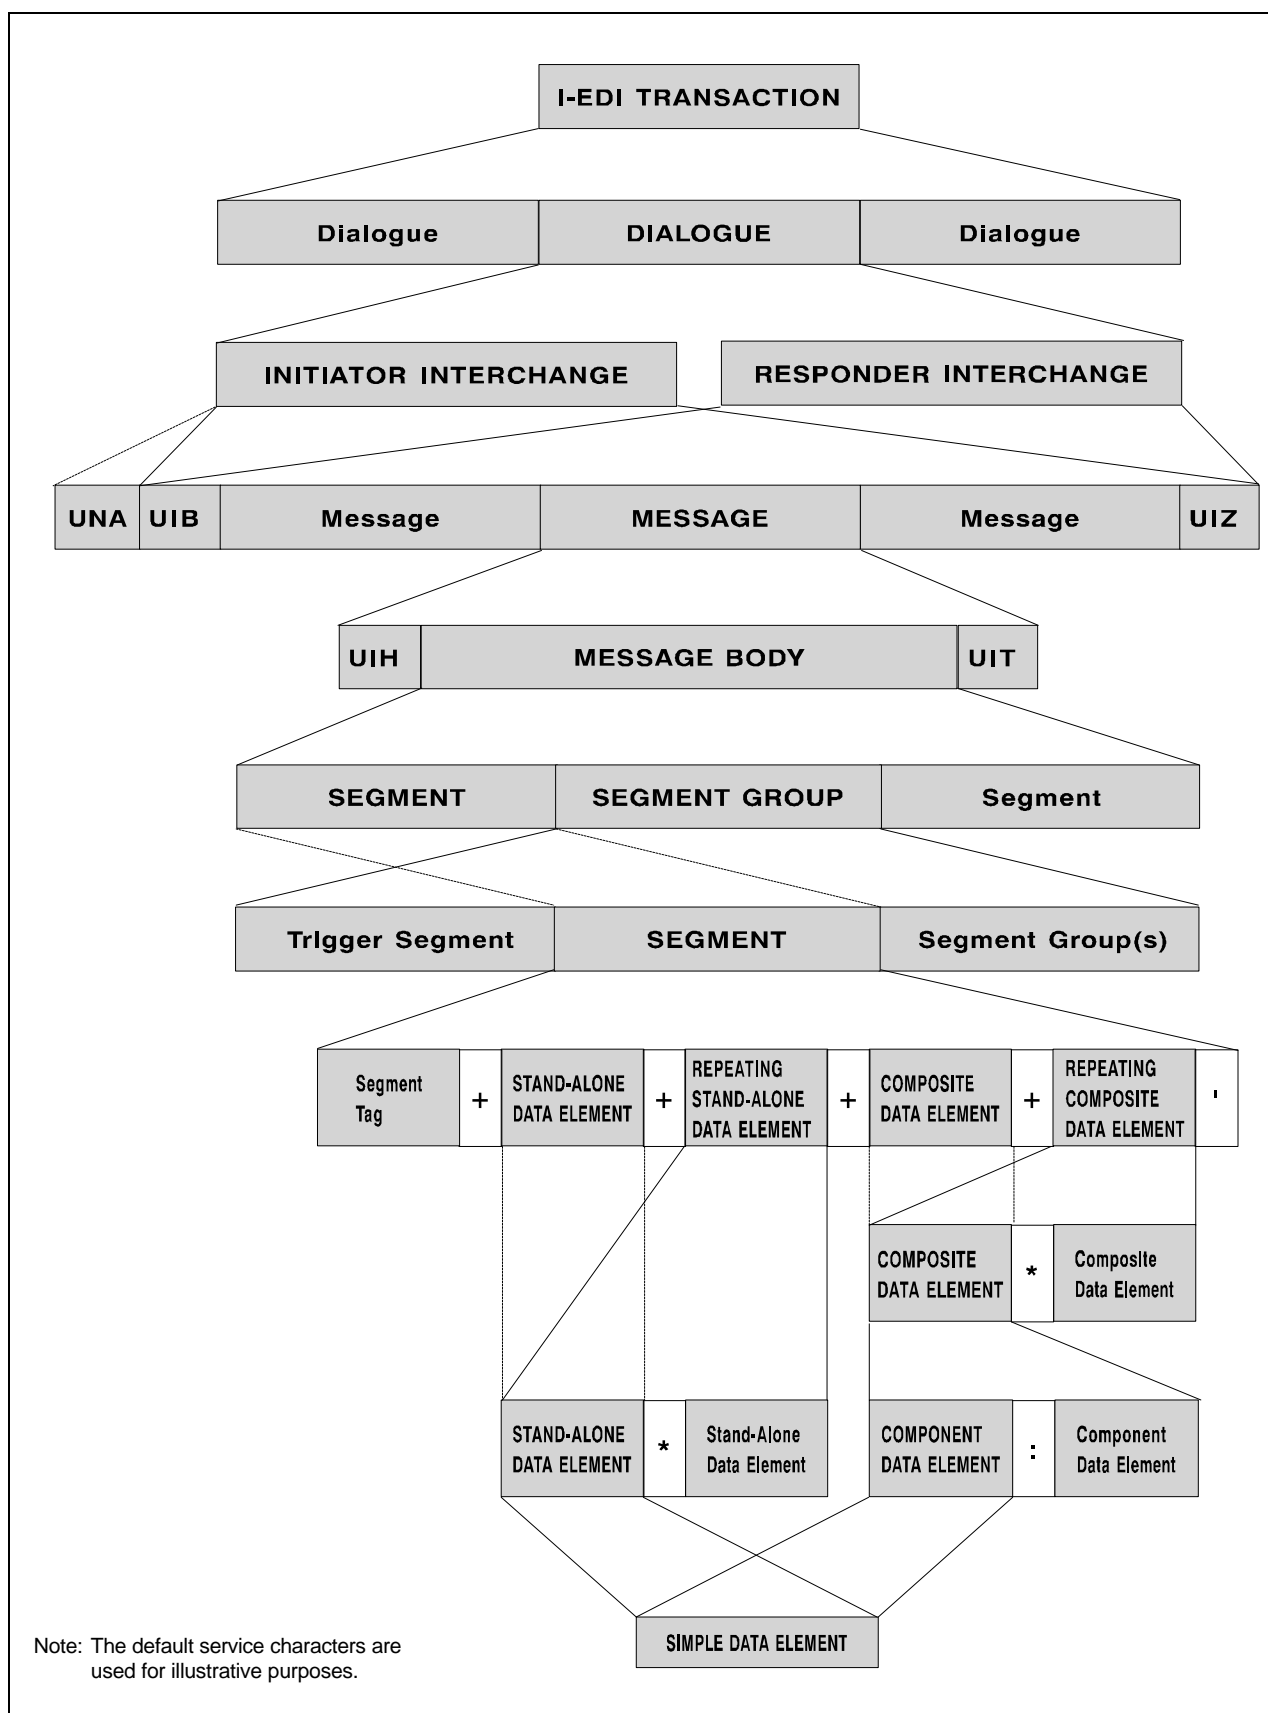 I-EDI TRANSACTION
Dialogue DIALOGUE Dialogue
INITIATOR INTERCHANGE RESPONDER INTERCHANGE
UNA UIB Message MESSAGE Message UIZ
UIH MESSAGE BODY UIT
SEGMENT SEGMENT GROUP Segment
TrIgger Segment SEGMENT Segment Group(s)
Segment
Tag
+
STAND-ALONE
DATA ELEMENT
+
REPEATING
STAND-ALONE
DATA ELEMENT
+
COMPOSITE
DATA ELEMENT
+
REPEATING
COMPOSITE
DATA ELEMENT
'
COMPOSITE
DATA ELEMENT
*
Composite
Data Element
STAND-ALONE
DATA ELEMENT
*
Stand-Alone
Data Element
COMPONENT
DATA ELEMENT
:
Component
Data Element
SIMPLE DATA ELEMENT
Note: The default service characters are
used for illustrative purposes.